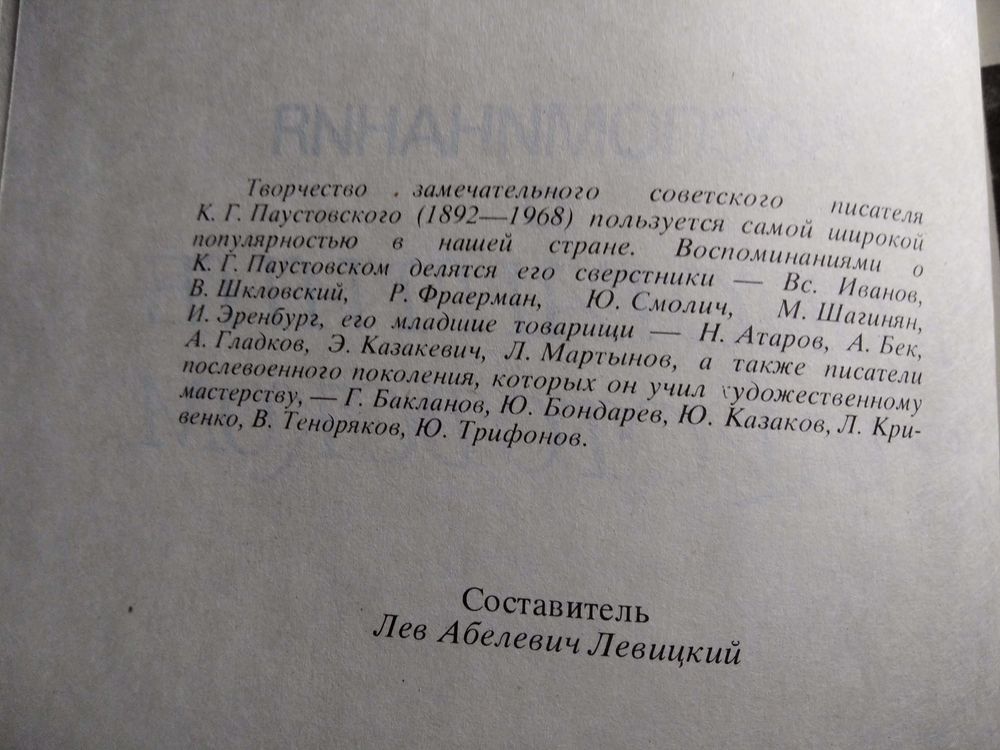 Творчество замечательного советского писателя
К. Г. Паустовского (1892—1968) пользуется самой широкой
популярностью в нашей стране. Воспоминаниями о
К. Г. Паустовском делятся его сверстники — Вс. Иванов,
В. Шкловский, Р. Фраерман, Ю. Смолич, М. Шагинян,
И. Эренбург, его младшие товарищи — Н. Атаров, А. Бек,
А. Гладков, Э. Казакевич, Л. Мартынов, а также писатели
послевоенного поколения, которых он учил художественному
мастерству, — Г. Бакланов, Ю. Бондарев, Ю. Казаков, Л. Кри-
венко, В. Тендряков, Ю. Трифонов.
Составитель
Лев Абелевич Левицкий